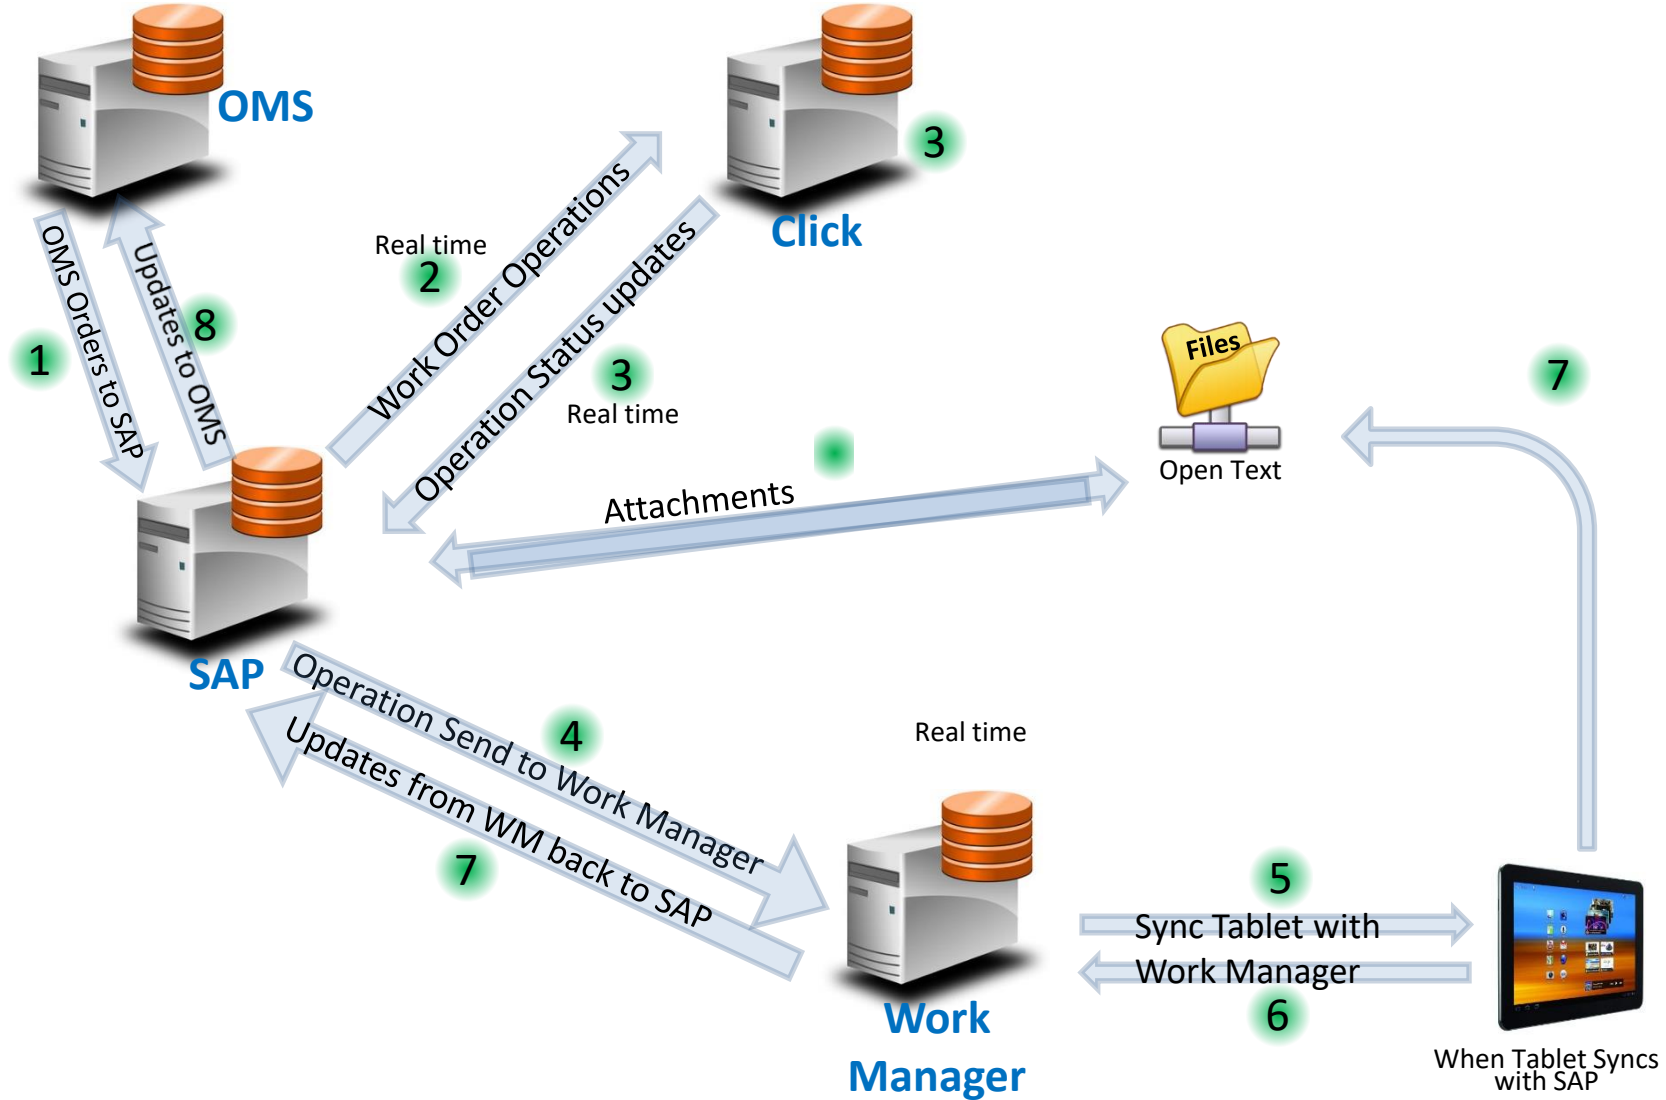 OMS
Click
3
Real time
2
Work Order Operations
Operation Status updates
3
Real time
OMS Orders to SAP
1
Updates to OMS
8
Files
Open Text
7
Attachments
SAP
Operation Send to Work Manager
4
Updates from WM back to SAP
7
Real time
Work
Manager
5
Sync Tablet with
Work Manager
6
When Tablet Syncs
with SAP